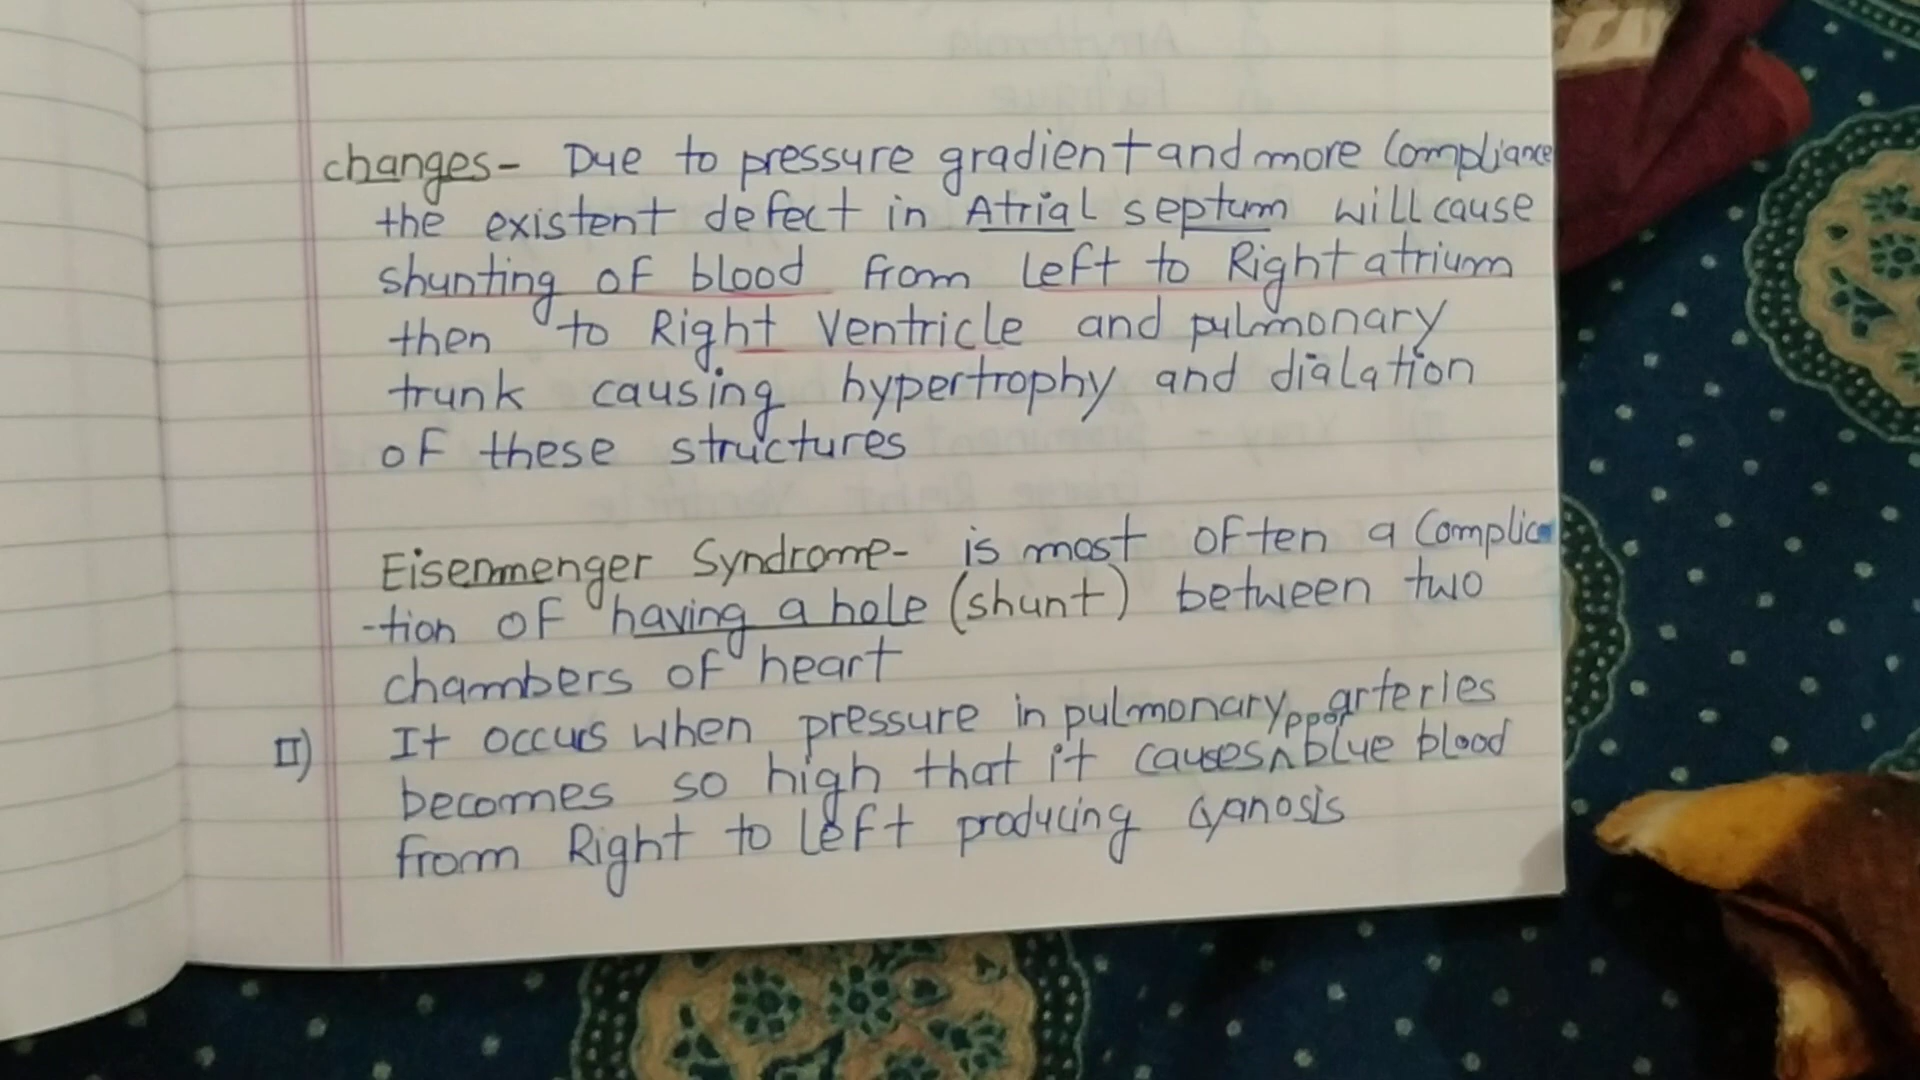 changes- Due to pressure gradient and more Compliance
the existent defect in Atrial septum will cause
shunting of blood from left to Right atrium
then to Right Ventricle and pulmonary
trunk causing hypertrophy and dialation
of these structures
Eisenmenger Syndrome- is most often a Complica
-tion of having a hole (shunt) between two
chambers of heart
II) It occurs when pressure in pulmonary arteries
becomes so high that it causes blue blood
from Right to left producing cyanosis